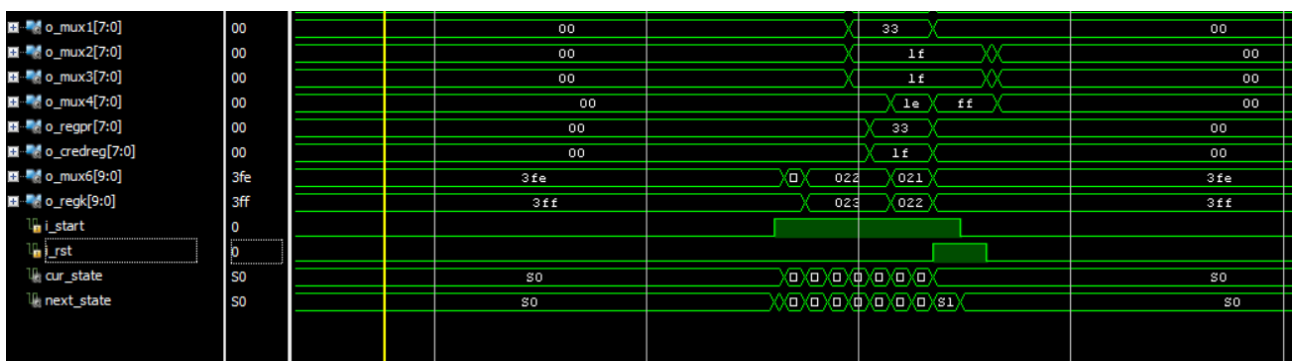 o_mux1[7:0] 00 00 33 00
o_mux2[7:0] 00 00 1f 00
o_mux3[7:0] 00 00 1f 00
o_mux4[7:0] 00 00 1e ff 00
o_regpr[7:0] 00 00 33 00
o_credreg[7:0] 00 00 1f 00
o_mux6[9:0] 3fe 3fe 022 021 3fe
o_regk[9:0] 3ff 3ff 023 022 3ff
i_start 0
i_rst 0
cur_state S0 S0 S0
next_state S0 S0 S1 S0